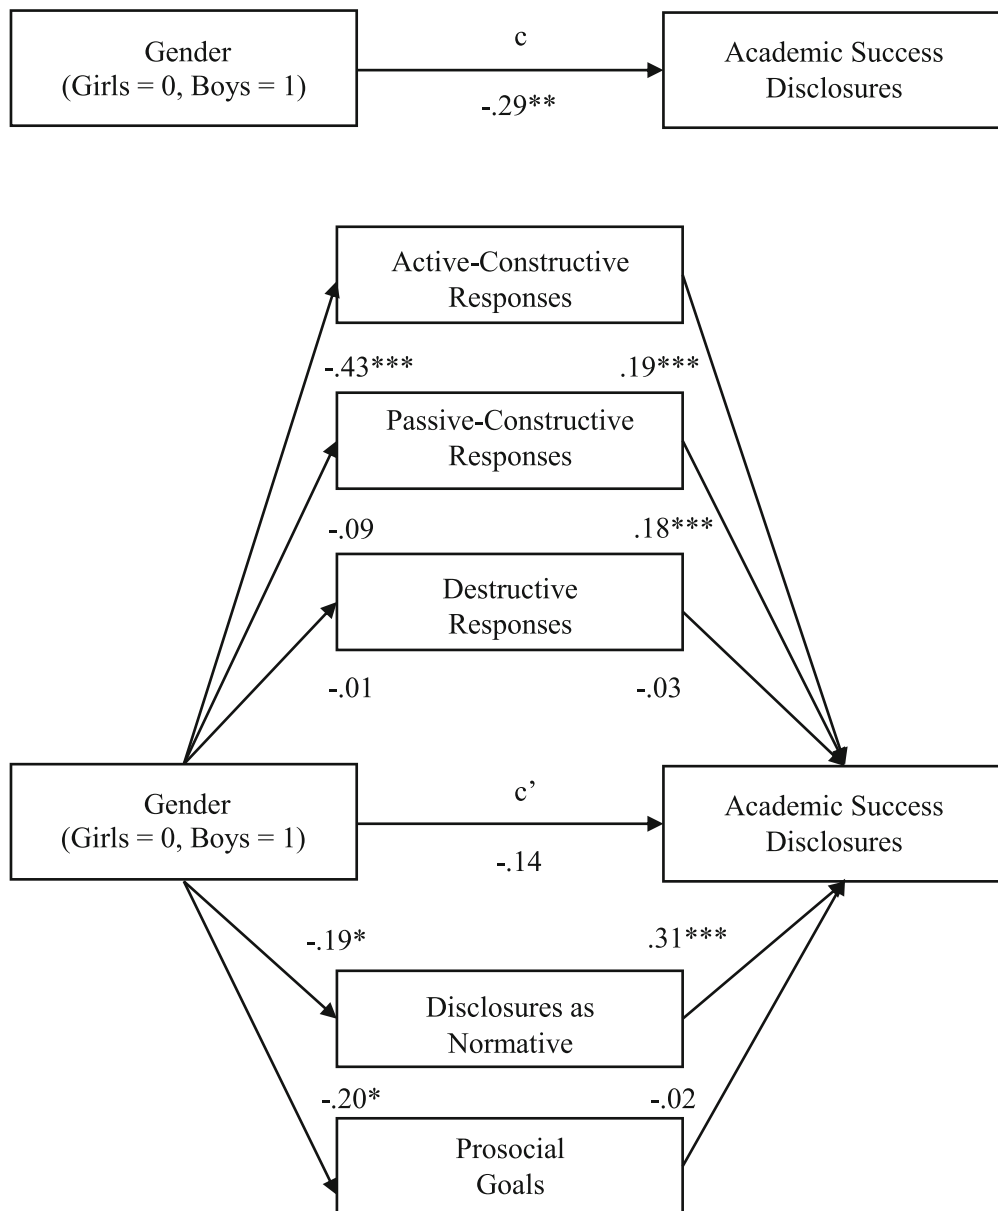 Gender
(Girls = 0, Boys = 1)
c
-.29**
Academic Success
Disclosures
Active-Constructive
Responses
-.43***
.19***
Passive-Constructive
Responses
-.09
.18***
Destructive
Responses
-.01
-.03
Gender
(Girls = 0, Boys = 1)
c’
-.14
Academic Success
Disclosures
-.19*
.31***
Disclosures as
Normative
-.20*
-.02
Prosocial
Goals